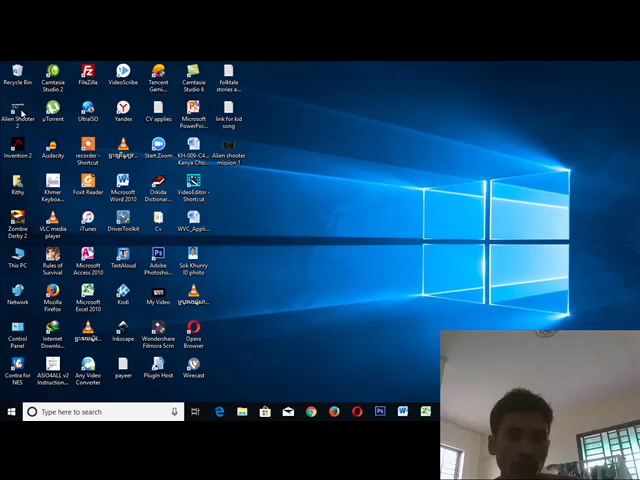 Recycle Bin
Camtasia
Studio 2
FileZilla
VideoScribe
Tencent
Gami...
Camtasia
Studio 6
folktale
stories a...
Alien Shooter
2
µTorrent
UltraISO
Yandex
CV applies
Microsoft
PowerPoi...
link for kid
song
Invention 2
Audacity
recorder -
Shortcut
Start Zoom
KH-009-C4...
Kanya Cho...
Alien shooter
mission 1
Rithy
Khmer
Keyboa...
Foxit Reader
Microsoft
Word 2010
Orkida
Dictionar...
VideoEditor -
Shortcut
Zombie
Derby 2
VLC media
player
iTunes
DriverToolkit
Cv
WVC_Appli...
This PC
Rules of
Survival
Microsoft
Access 2010
TextAloud
Adobe
Photosho...
Sok Khunry
ID photo
Network
Mozilla
Firefox
Microsoft
Excel 2010
Kodi
My Video
Control
Panel
Internet
Downlo...
Inkscape
Wondershare
Filmora Scrn
Opera
Browser
Contra for
NES
ASIO4ALL v2
Instruction...
Any Video
Converter
payeer
PlugIn Host
Wirecast
Type here to search